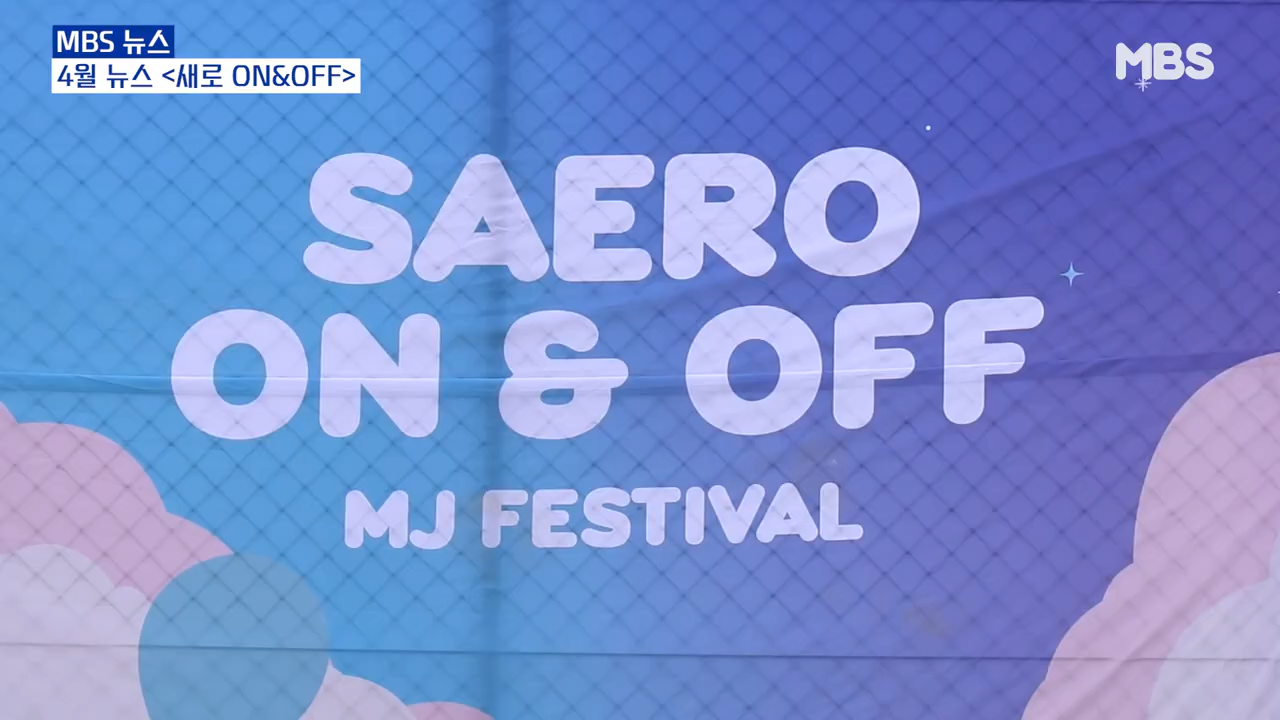 MBS 뉴스
4월 뉴스 <새로 ON&OFF>
MBS
SAERO
ON & OFF
MJ FESTIVAL